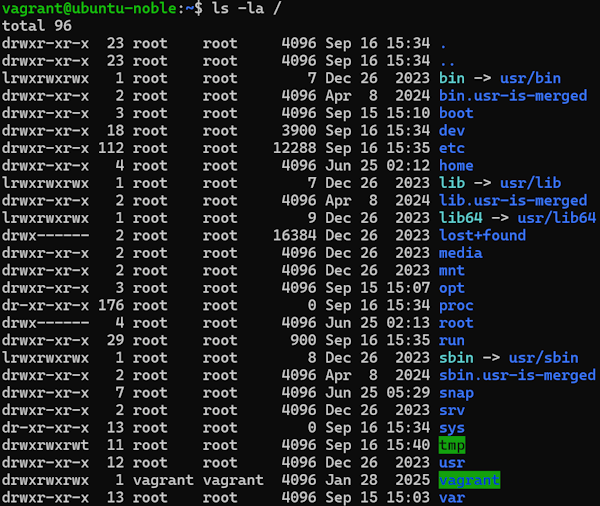 vagrant@ubuntu-noble:~$ ls -la /
total 96
drwxr-xr-x  23 root    root     4096 Sep 16 15:34 .
drwxr-xr-x  23 root    root     4096 Sep 16 15:34 ..
lrwxrwxrwx   1 root    root        7 Dec 26  2023 bin -> usr/bin
drwxr-xr-x   2 root    root     4096 Apr  8  2024 bin.usr-is-merged
drwxr-xr-x   3 root    root     4096 Sep 15 15:10 boot
drwxr-xr-x  18 root    root     3900 Sep 16 15:34 dev
drwxr-xr-x 112 root    root    12288 Sep 16 15:35 etc
drwxr-xr-x   4 root    root     4096 Jun 25 02:12 home
lrwxrwxrwx   1 root    root        7 Dec 26  2023 lib -> usr/lib
drwxr-xr-x   2 root    root     4096 Apr  8  2024 lib.usr-is-merged
lrwxrwxrwx   1 root    root        9 Dec 26  2023 lib64 -> usr/lib64
drwx------   2 root    root    16384 Dec 26  2023 lost+found
drwxr-xr-x   2 root    root     4096 Dec 26  2023 media
drwxr-xr-x   2 root    root     4096 Dec 26  2023 mnt
drwxr-xr-x   3 root    root     4096 Sep 15 15:07 opt
dr-xr-xr-x 176 root    root        0 Sep 16 15:34 proc
drwx------   4 root    root     4096 Jun 25 02:13 root
drwxr-xr-x  29 root    root      900 Sep 16 15:35 run
lrwxrwxrwx   1 root    root        8 Dec 26  2023 sbin -> usr/sbin
drwxr-xr-x   2 root    root     4096 Apr  8  2024 sbin.usr-is-merged
drwxr-xr-x   7 root    root     4096 Jun 25 05:29 snap
drwxr-xr-x   2 root    root     4096 Dec 26  2023 srv
dr-xr-xr-x  13 root    root        0 Sep 16 15:34 sys
drwxrwxrwt  11 root    root     4096 Sep 16 15:40 tmp
drwxr-xr-x  12 root    root     4096 Dec 26  2023 usr
drwxrwxrwx   1 vagrant vagrant  4096 Jan 28  2025 vagrant
drwxr-xr-x  13 root    root     4096 Sep 15 15:03 var